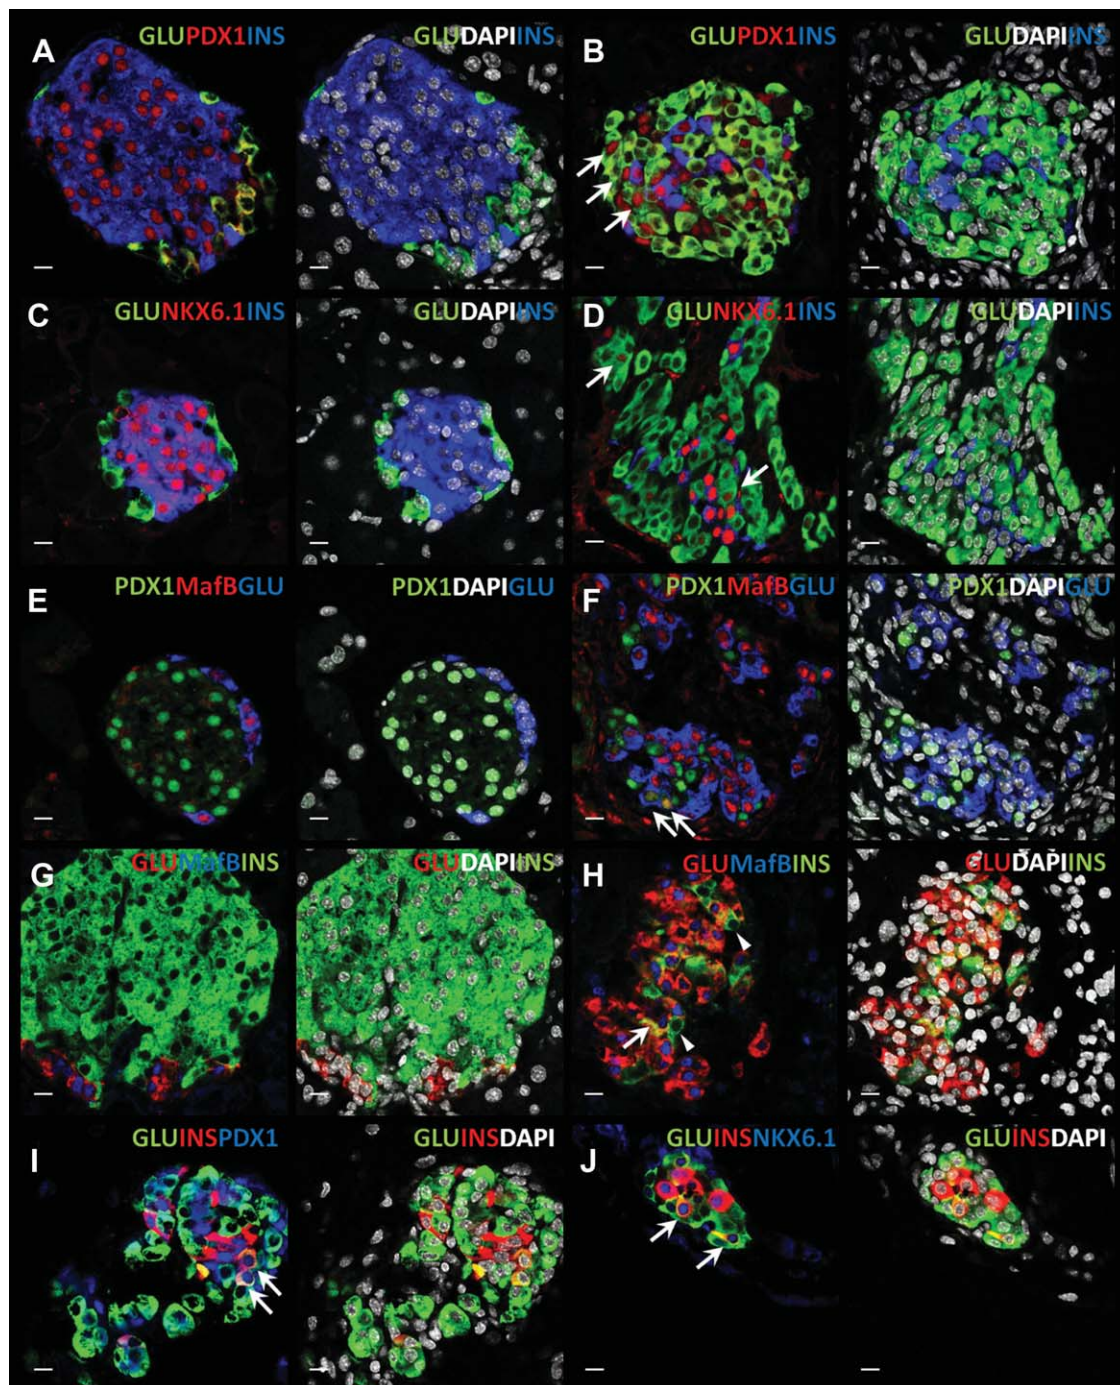 A GLUPDX1INS GLUDAPIINS B GLUPDX1INS GLUDAPIINS
C GLUNKX6.1INS GLUDAPIINS D GLUNKX6.1INS GLUDAPIINS
E PDX1MafBGLU PDX1DAPIGLU F PDX1MafBGLU PDX1DAPIGLU
G GLUMafBINS GLUDAPIINS H GLUMafBINS GLUDAPIINS
I GLUINSPDX1 GLUINSDAPI J GLUINSNKX6.1 GLUINSDAPI